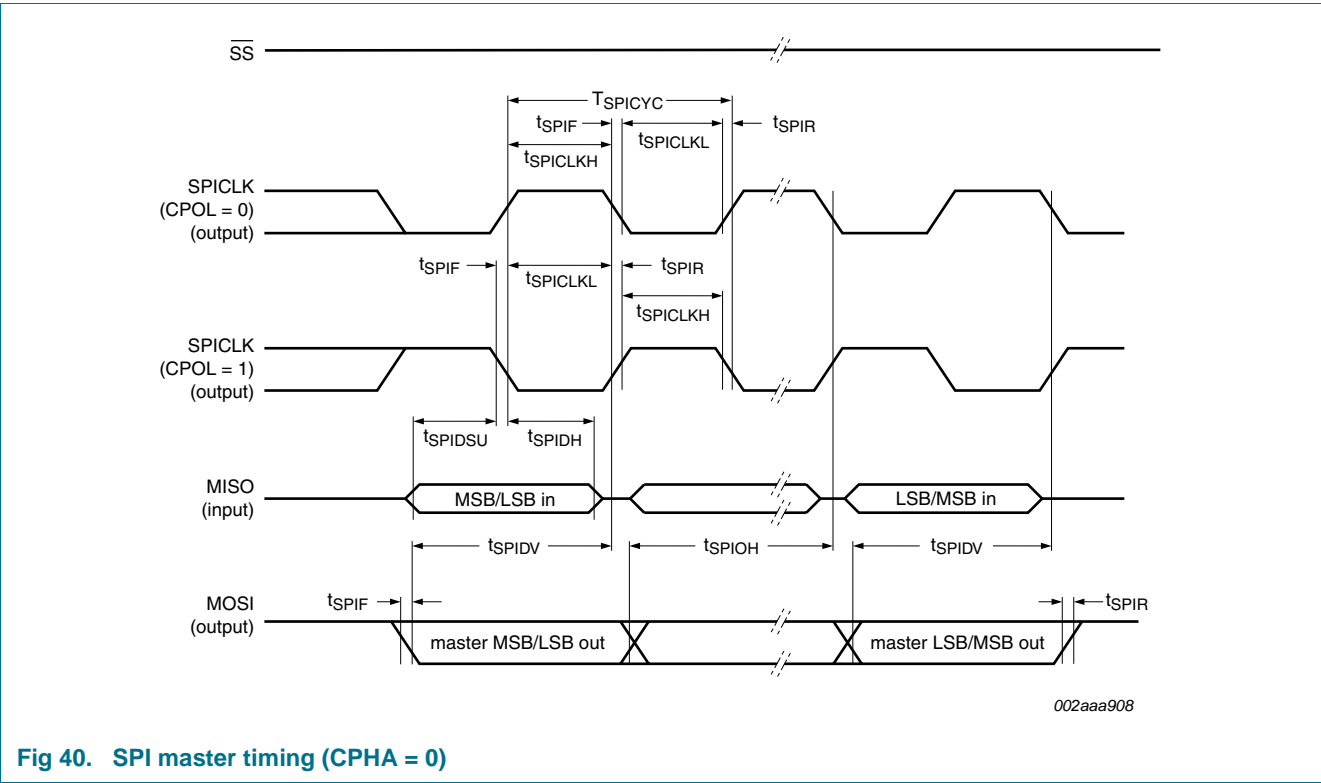 SS
TSPICYC
tSPIF
tSPICLKH
tSPICLKL
tSPIR
SPICLK
(CPOL = 0)
(output)
tSPIF
tSPICLKL
tSPIR
tSPICLKH
SPICLK
(CPOL = 1)
(output)
tSPIDSU
tSPIDH
MISO
(input)
MSB/LSB in
LSB/MSB in
tSPIDV
tSPIOH
tSPIDV
MOSI
(output)
tSPIF
tSPIR
master MSB/LSB out
master LSB/MSB out
002aaa908
Fig 40. SPI master timing (CPHA = 0)